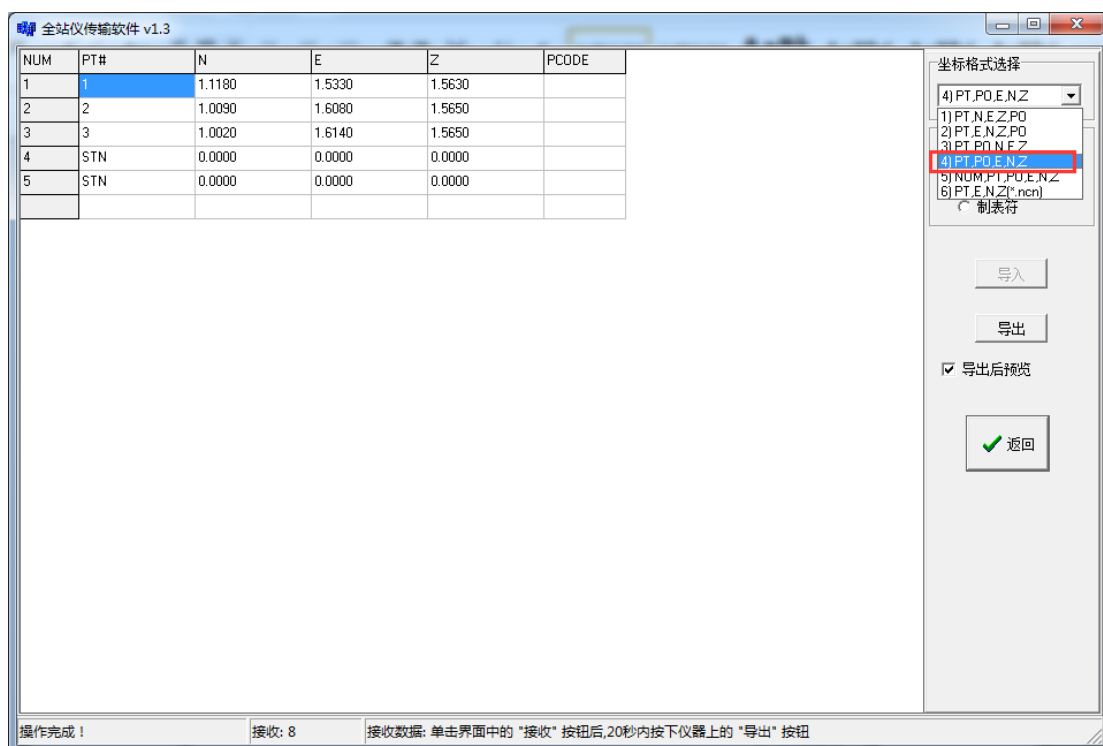 全站仪传输软件 v1.3
NUM PT# N E Z PCODE
1 1 1.1180 1.5330 1.5630
2 2 1.0090 1.6080 1.5650
3 3 1.0020 1.6140 1.5650
4 STN 0.0000 0.0000 0.0000
5 STN 0.0000 0.0000 0.0000
坐标格式选择
4) PT,PO,E,N,Z
1) PT,N,E,Z,PO
2) PT,E,N,Z,PO
3) PT,PO,N,E,Z
4) PT,PO,E,N,Z
5) NUM,PT,PO,E,N,Z
6) PT,E,N,Z(*.ncn)
制表符
导入
导出
导出后预览
返回
操作完成！
接收: 8
接收数据: 单击界面中的 "接收" 按钮后,20秒内按下仪器上的 "导出" 按钮